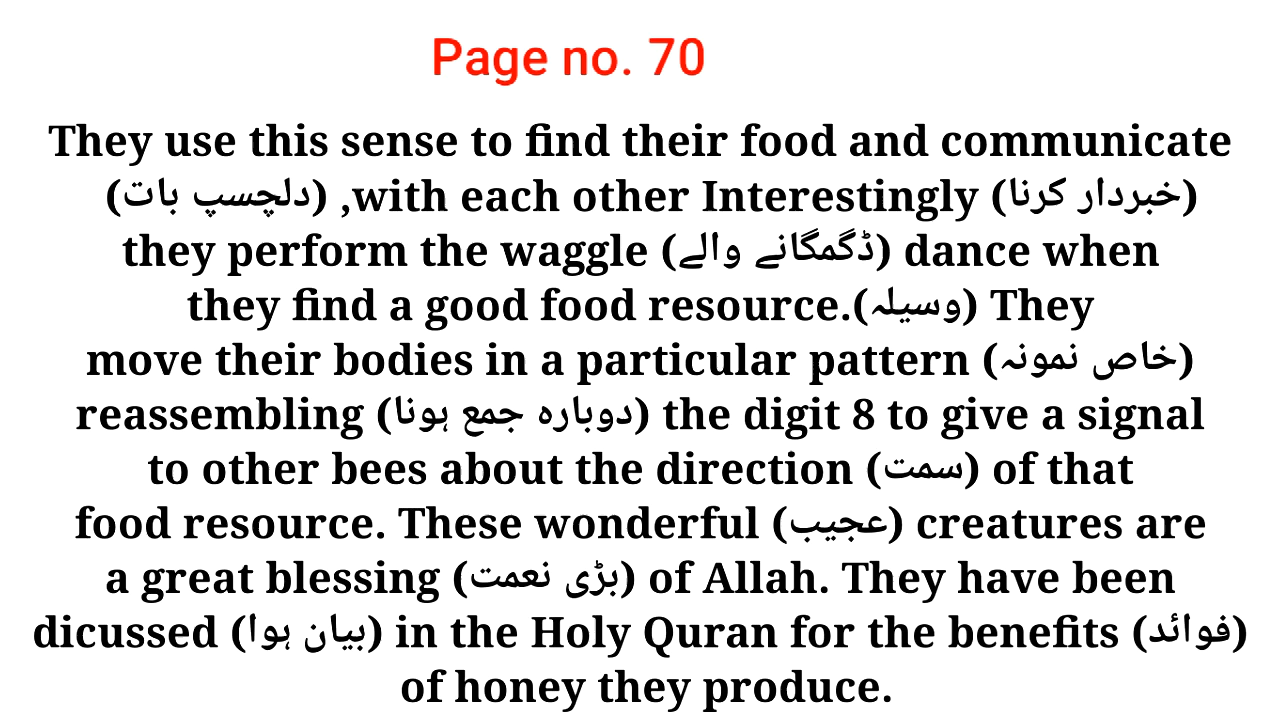 Page no. 70
They use this sense to find their food and communicate
(دلچسپ بات) ,with each other Interestingly (خبردار کرنا)
they perform the waggle (ڈگمگانے والے) dance when
they find a good food resource.(وسیلہ) They
move their bodies in a particular pattern (خاص نمونہ)
reassembling (دوبارہ جمع ہونا) the digit 8 to give a signal
to other bees about the direction (سمت) of that
food resource. These wonderful (عجیب) creatures are
a great blessing (بڑی نعمت) of Allah. They have been
dicussed (بیان ہوا) in the Holy Quran for the benefits (فوائد)
of honey they produce.